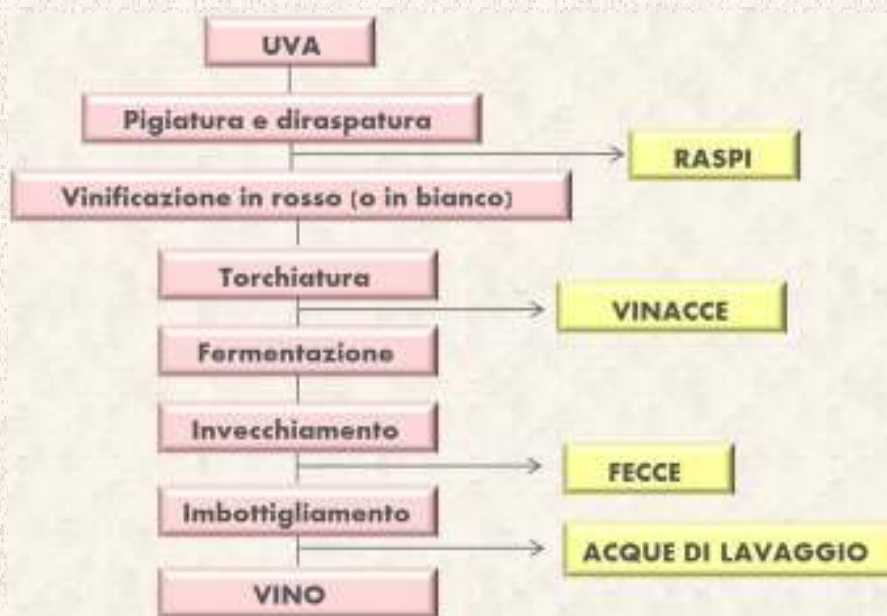 UVA
Pigiatura e diraspatura
RASPI
Vinificazione in rosso (o in bianco)
Torchiatura
VINACCE
Fermentazione
Invecchiamento
FECCE
Imbottigliamento
ACQUE DI LAVAGGIO
VINO